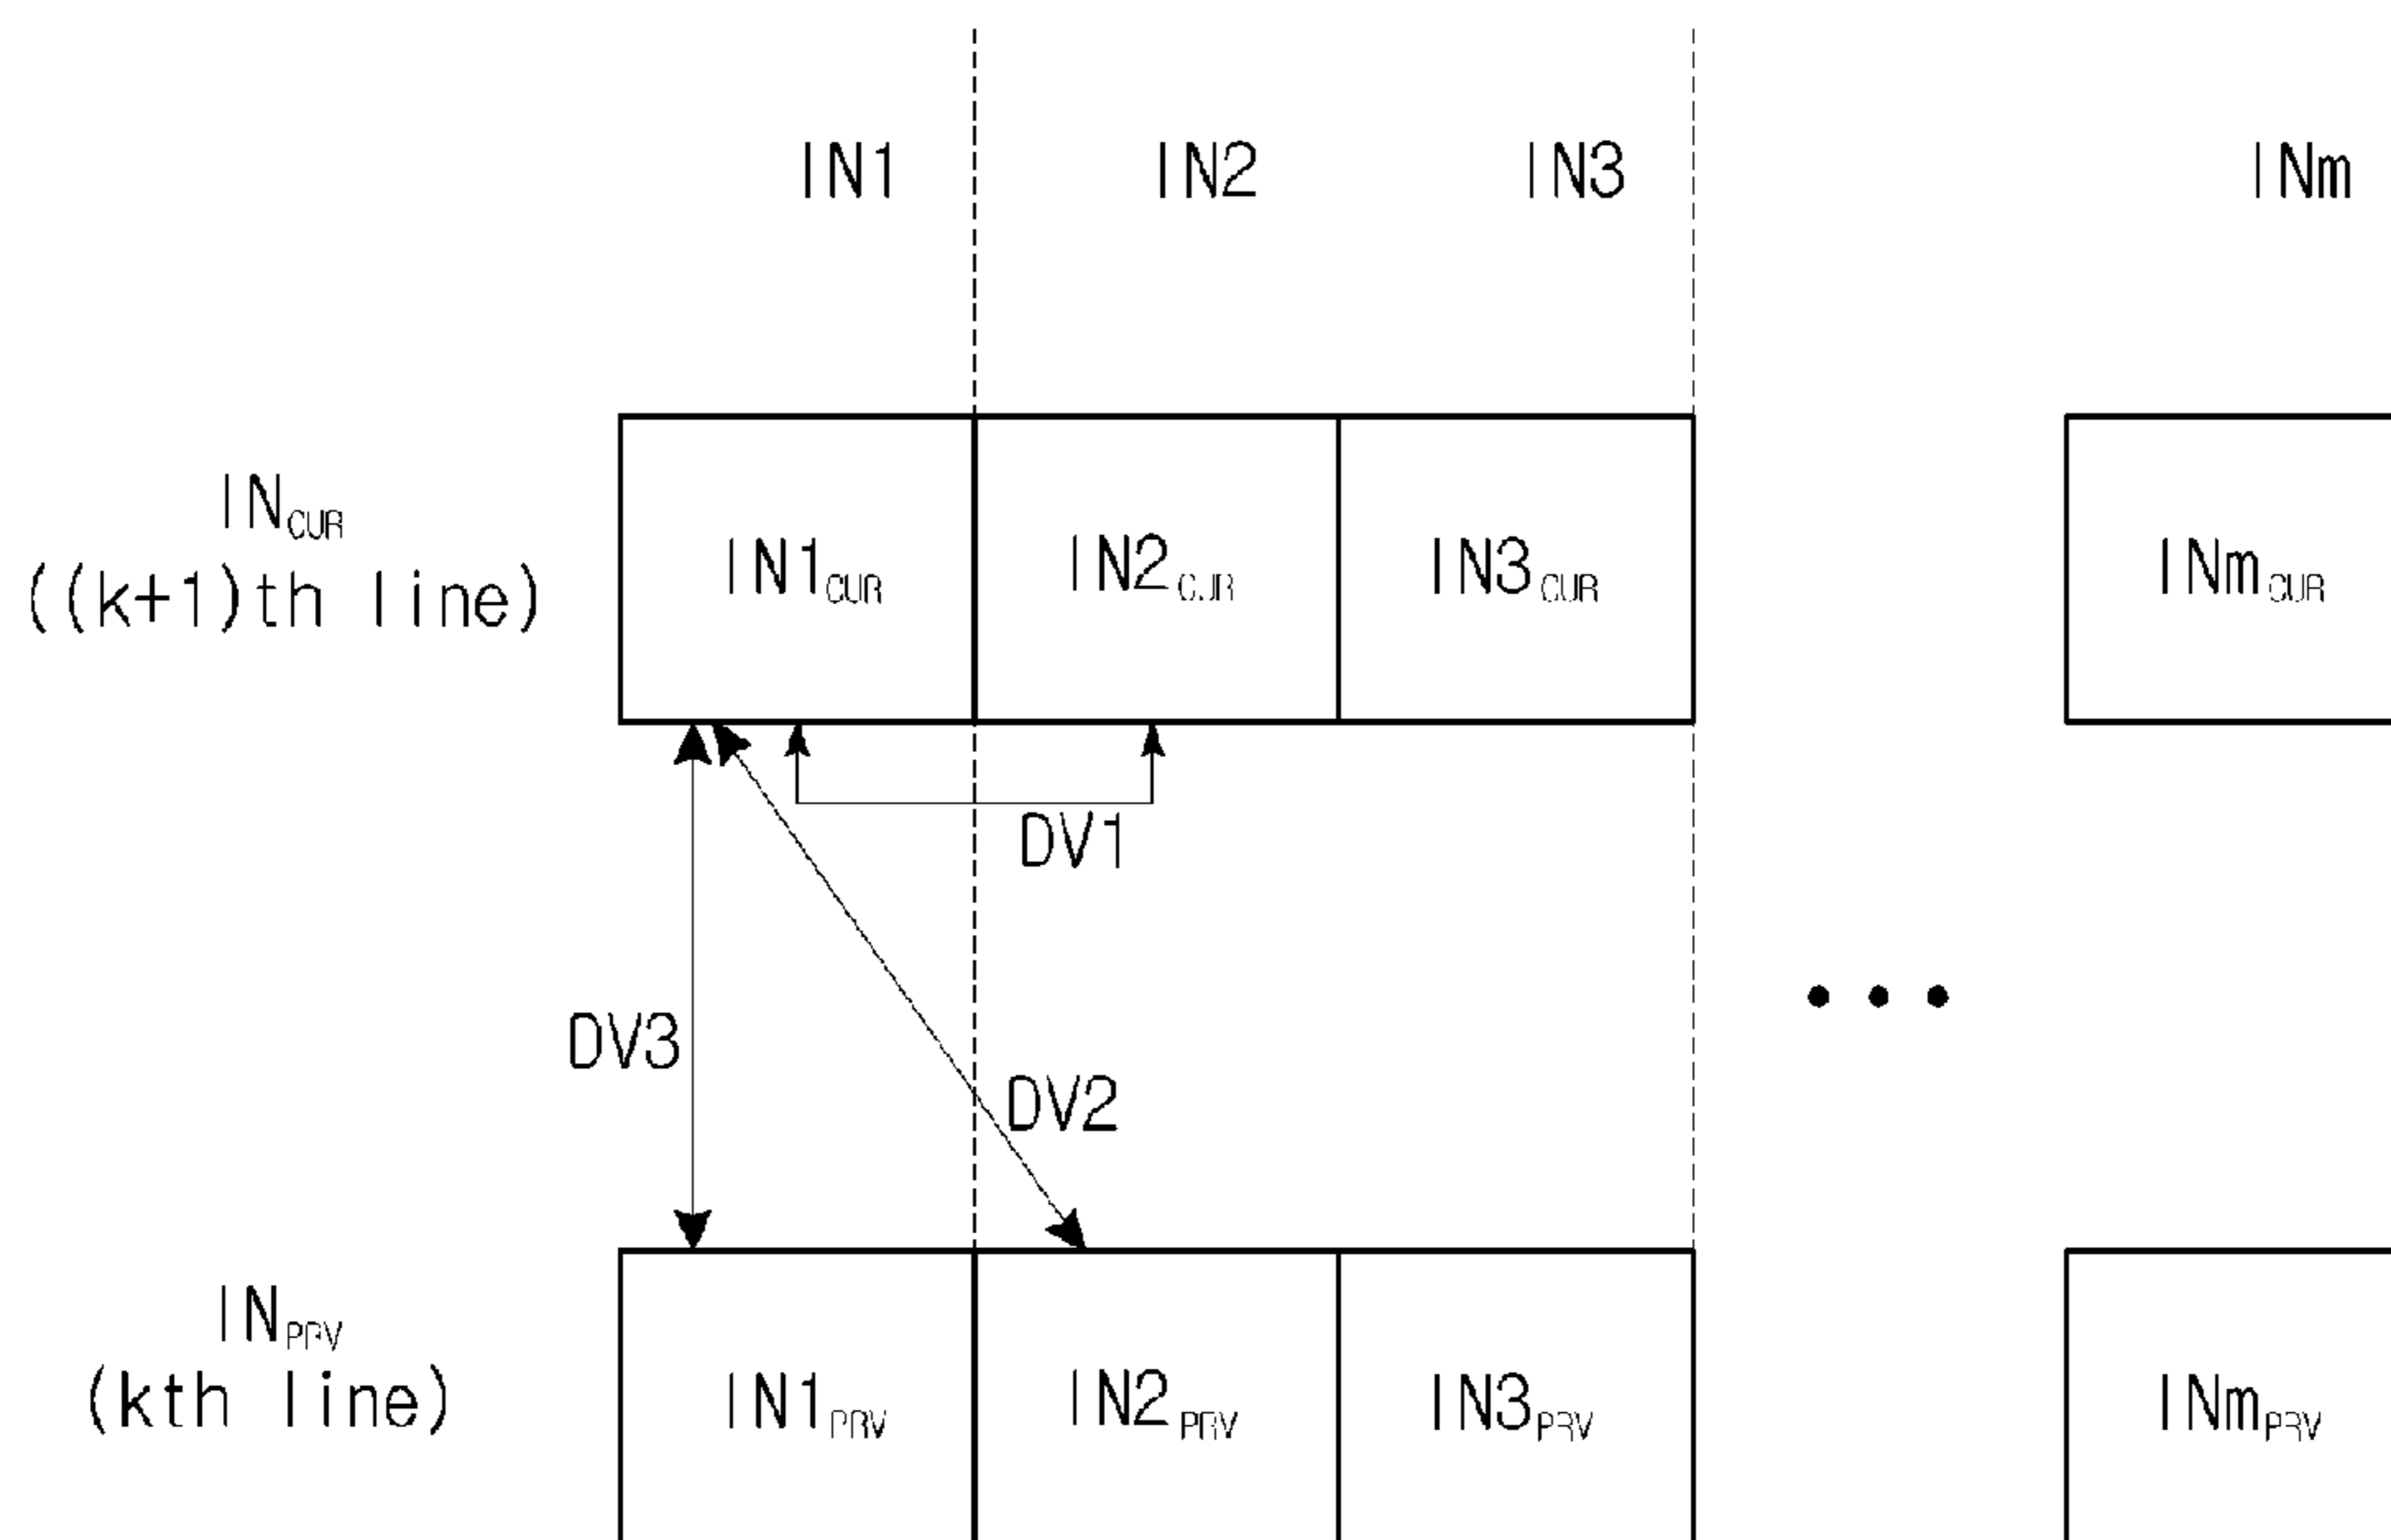 IN1 IN2 IN3 INm
IN_CUR
((k+1)th line)
IN1_CUR IN2_CUR IN3_CUR INm_CUR
DV1
DV3
DV2
IN_PRV
(kth line)
IN1_PRV IN2_PRV IN3_PRV INm_PRV